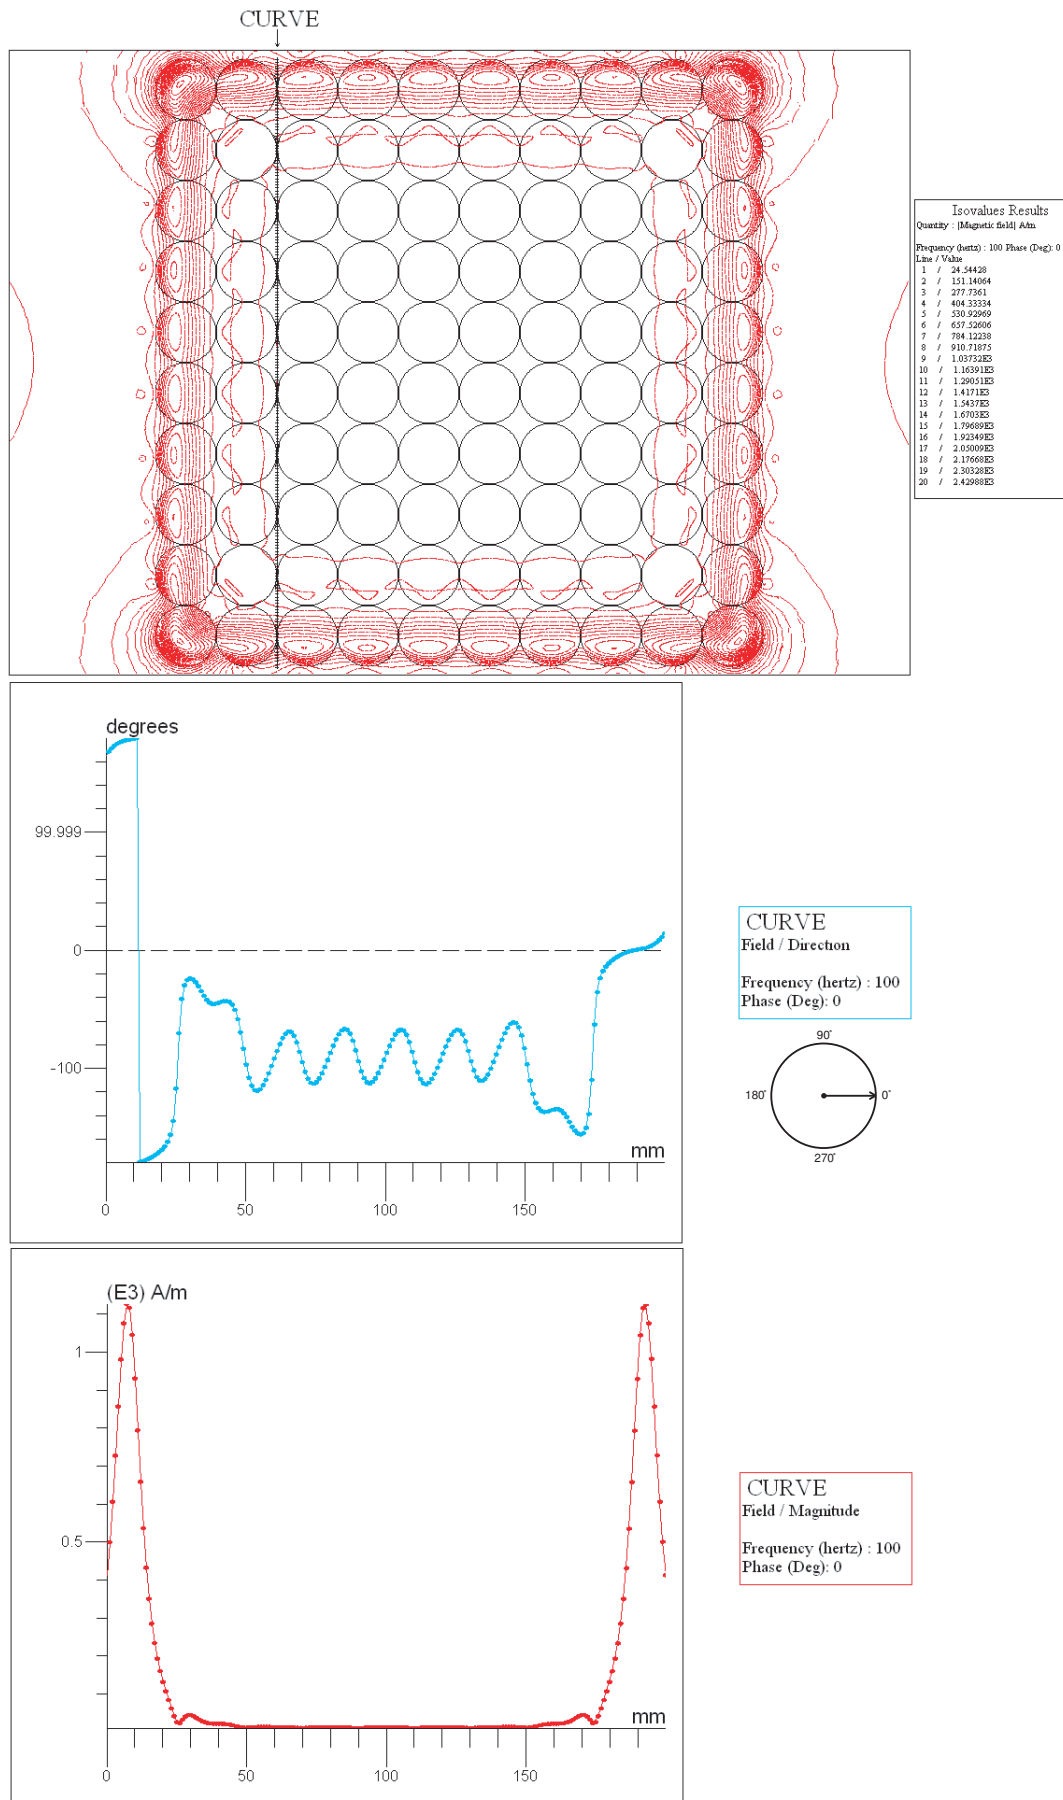 CURVE
Isovalues Results
Quantity : |Magnetic field| A/m
Frequency (hertz) : 100 Phase (Deg): 0
Line / Value
1 / 24.54428
2 / 151.14064
3 / 277.7361
4 / 404.33334
5 / 530.92969
6 / 657.52606
7 / 784.12238
8 / 910.71875
9 / 1.03732E3
10 / 1.16391E3
11 / 1.29051E3
12 / 1.4171E3
13 / 1.5437E3
14 / 1.6703E3
15 / 1.79689E3
16 / 1.92349E3
17 / 2.05009E3
18 / 2.17668E3
19 / 2.30328E3
20 / 2.42988E3
degrees
99.999
0
-100
mm
0 50 100 150
CURVE
Field / Direction
Frequency (hertz) : 100
Phase (Deg): 0
90°
180° 0°
270°
(E3) A/m
1
0.5
mm
0 50 100 150
CURVE
Field / Magnitude
Frequency (hertz) : 100
Phase (Deg): 0